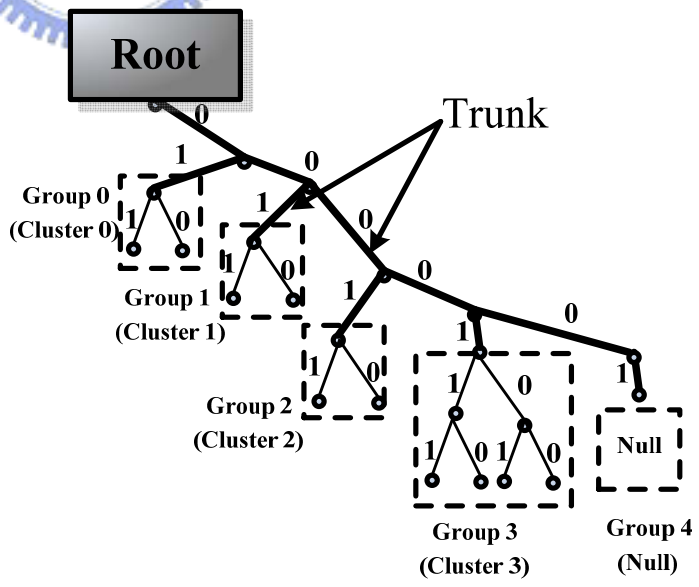 Root
0
Trunk
1
0
Group 0
(Cluster 0)
1
0
1
0
1
0
0
Group 1
(Cluster 1)
1
0
1
1
0
Group 2
(Cluster 2)
1
0
1
0
1
0
1
0
Null
Group 3
(Cluster 3)
Group 4
(Null)